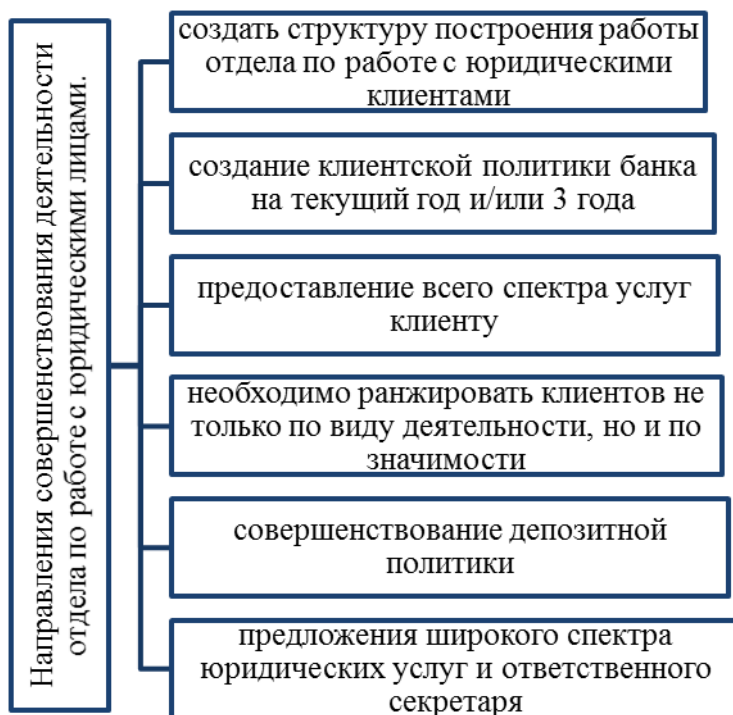 Направления совершенствования деятельности
отдела по работе с юридическими лицами.
создать структуру построения работы
отдела по работе с юридическими
клиентами
создание клиентской политики банка
на текущий год и/или 3 года
предоставление всего спектра услуг
клиенту
необходимо ранжировать клиентов не
только по виду деятельности, но и по
значимости
совершенствование депозитной
политики
предложения широкого спектра
юридических услуг и ответственного
секретаря